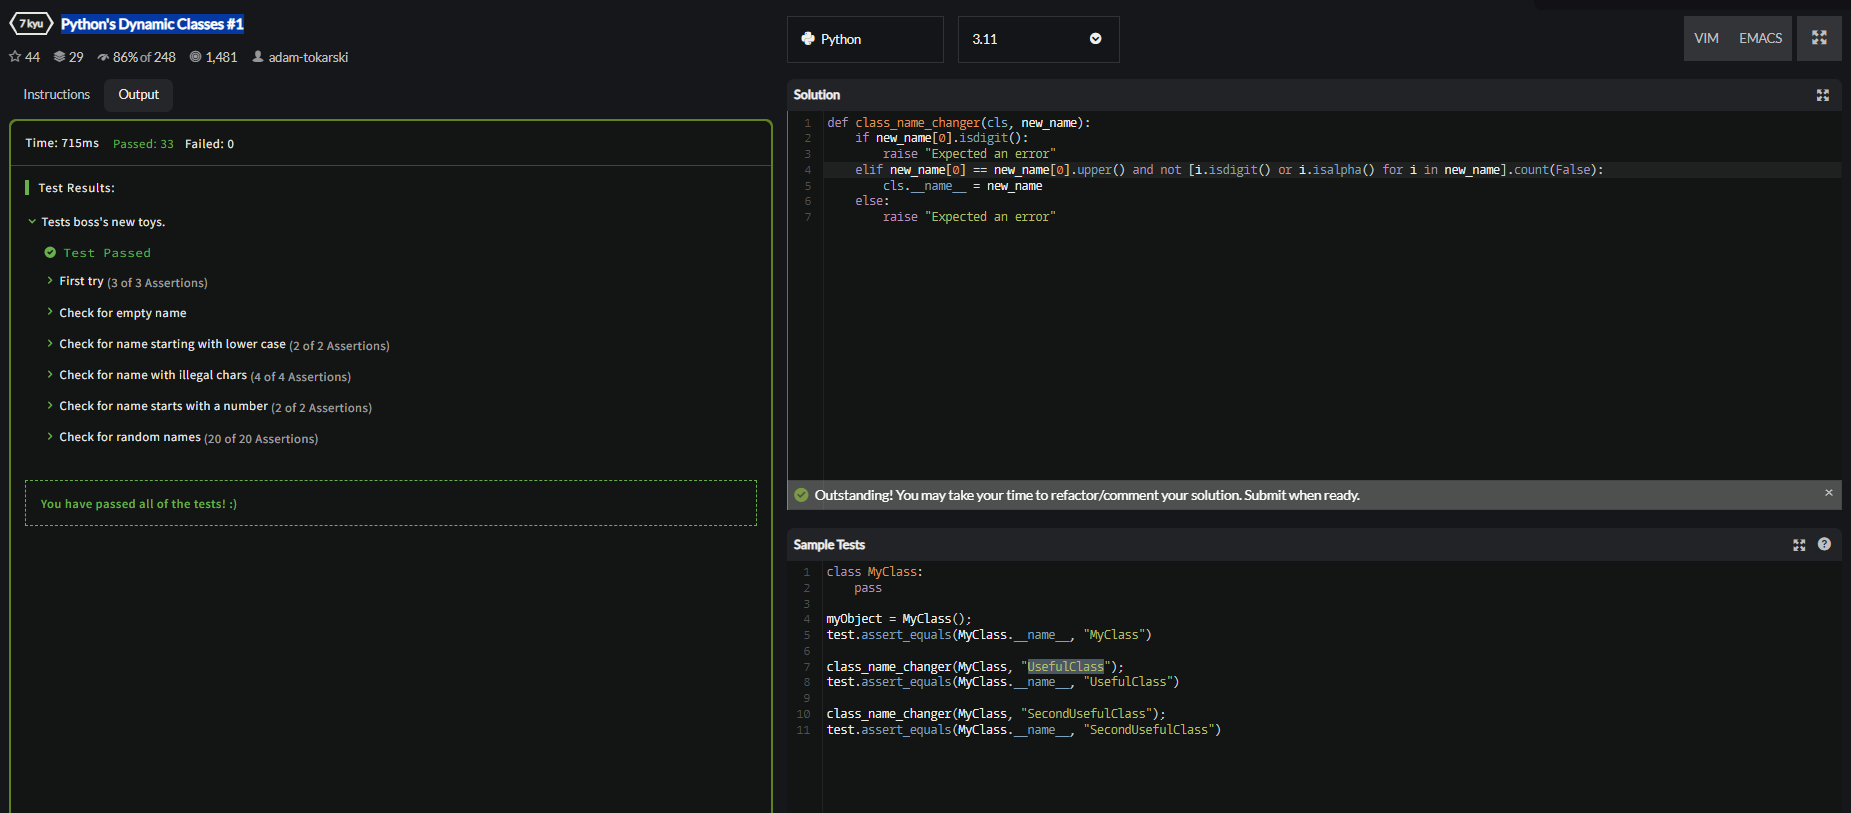 7 kyu Python's Dynamic Classes #1
44 29 86% of 248 1,481 adam-tokarski
Instructions Output
Time: 715ms Passed: 33 Failed: 0
Test Results:
Tests boss's new toys.
Test Passed
First try (3 of 3 Assertions)
Check for empty name
Check for name starting with lower case (2 of 2 Assertions)
Check for name with illegal chars (4 of 4 Assertions)
Check for name starts with a number (2 of 2 Assertions)
Check for random names (20 of 20 Assertions)
You have passed all of the tests! :)
Python 3.11 VIM EMACS
Solution
1 def class_name_changer(cls, new_name):
2     if new_name[0].isdigit():
3         raise "Expected an error"
4     elif new_name[0] == new_name[0].upper() and not [i.isdigit() or i.isalpha() for i in new_name].count(False):
5         cls.__name__ = new_name
6     else:
7         raise "Expected an error"
Outstanding! You may take your time to refactor/comment your solution. Submit when ready. ×
Sample Tests ?
1 class MyClass:
2     pass
3
4 myObject = MyClass();
5 test.assert_equals(MyClass.__name__, "MyClass")
6
7 class_name_changer(MyClass, "UsefulClass");
8 test.assert_equals(MyClass.__name__, "UsefulClass")
9
10 class_name_changer(MyClass, "SecondUsefulClass");
11 test.assert_equals(MyClass.__name__, "SecondUsefulClass")